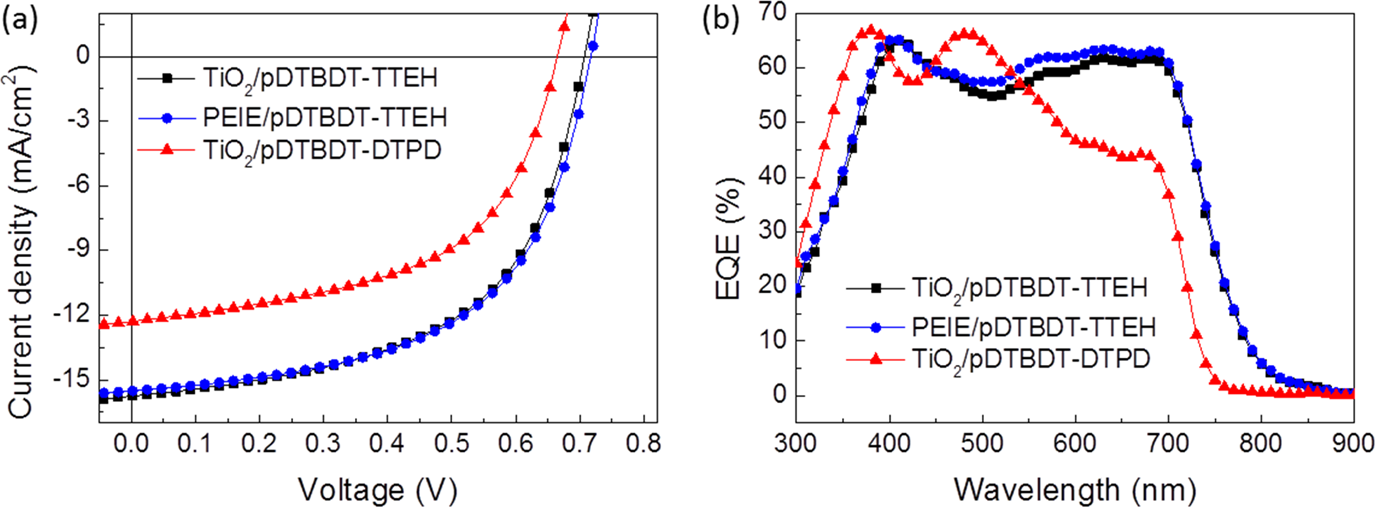 (a)
Current density (mA/cm²)
0
-3
-6
-9
-12
-15
TiO₂/pDTBDT-TTEH
PEIE/pDTBDT-TTEH
TiO₂/pDTBDT-DTPD
0.0 0.1 0.2 0.3 0.4 0.5 0.6 0.7 0.8
Voltage (V)
(b)
EQE (%)
70
60
50
40
30
20
10
0
TiO₂/pDTBDT-TTEH
PEIE/pDTBDT-TTEH
TiO₂/pDTBDT-DTPD
300 400 500 600 700 800 900
Wavelength (nm)